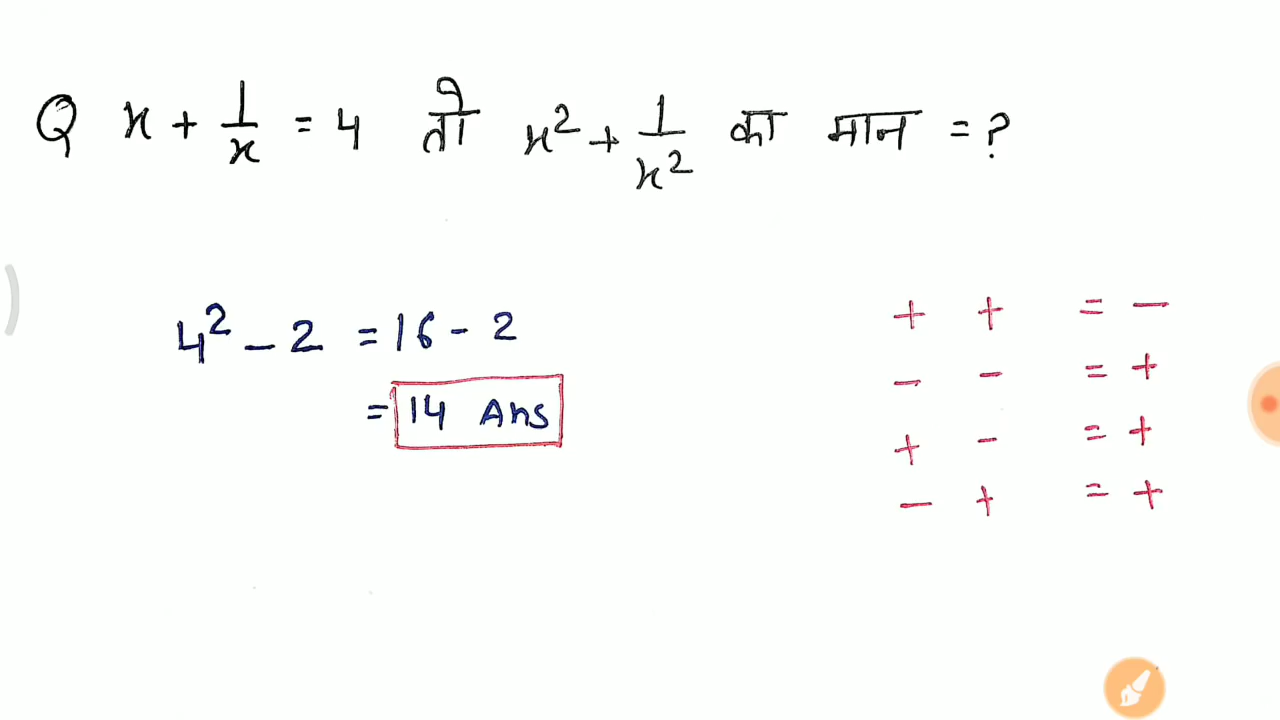 Q x + 1/x = 4 तो x² + 1/x² का मान = ?
4² - 2 = 16 - 2
= 14 Ans
+ + = -
- - = +
+ - = +
- + = +